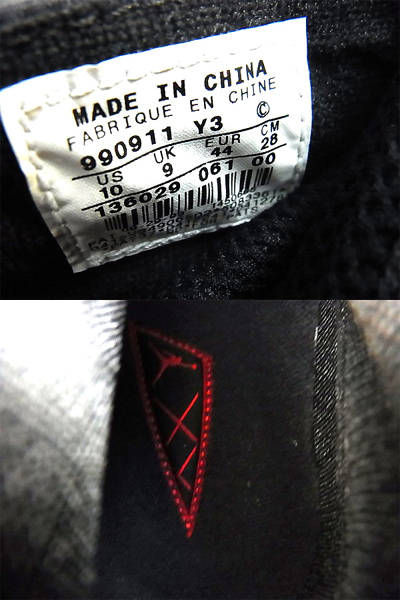 MADE IN CHINA
FABRIQUE EN CHINE
990911 Y3 ©
US UK EUR CM
10 9 44 28
136029 061 00
XX